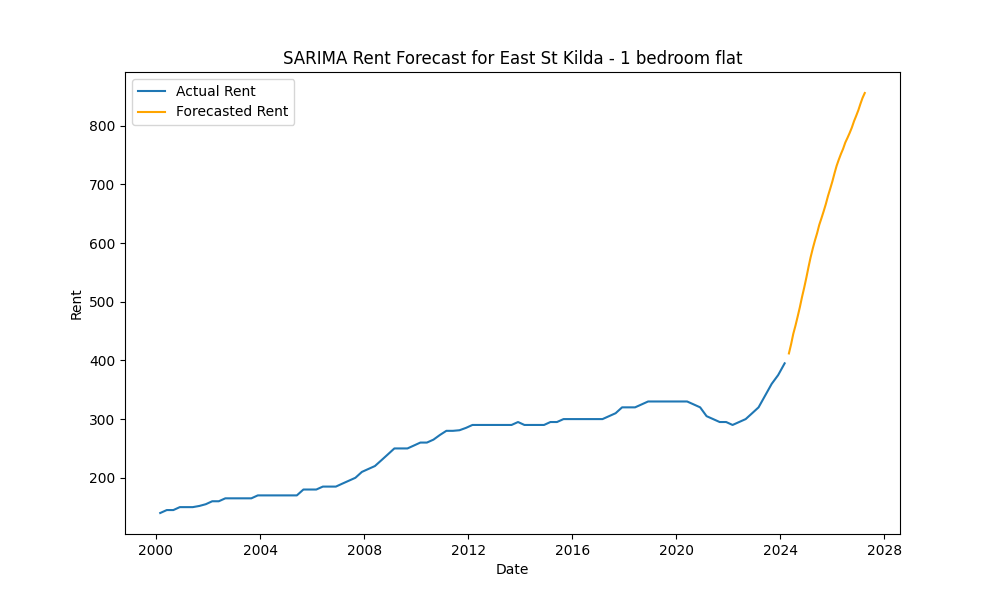 SARIMA Rent Forecast for East St Kilda - 1 bedroom flat
Actual Rent
Forecasted Rent
800
700
600
500
400
300
200
Rent
2000 2004 2008 2012 2016 2020 2024 2028
Date